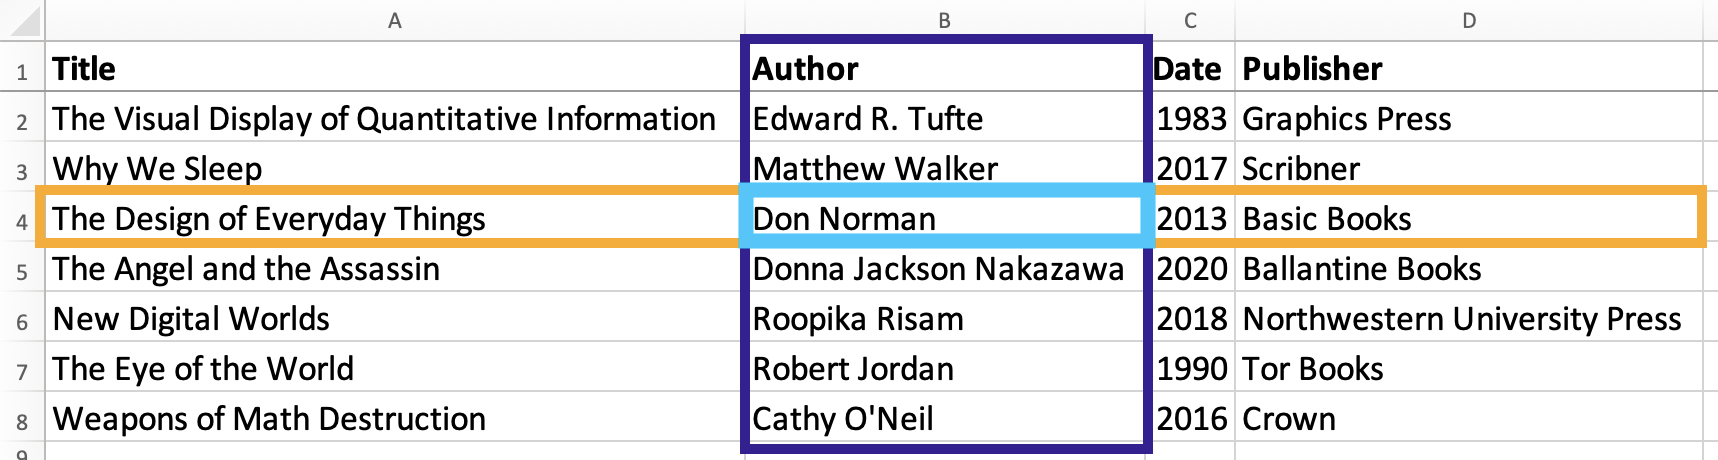 A B C D
1 Title Author Date Publisher
2 The Visual Display of Quantitative Information Edward R. Tufte 1983 Graphics Press
3 Why We Sleep Matthew Walker 2017 Scribner
4 The Design of Everyday Things Don Norman 2013 Basic Books
5 The Angel and the Assassin Donna Jackson Nakazawa 2020 Ballantine Books
6 New Digital Worlds Roopika Risam 2018 Northwestern University Press
7 The Eye of the World Robert Jordan 1990 Tor Books
8 Weapons of Math Destruction Cathy O'Neil 2016 Crown
9